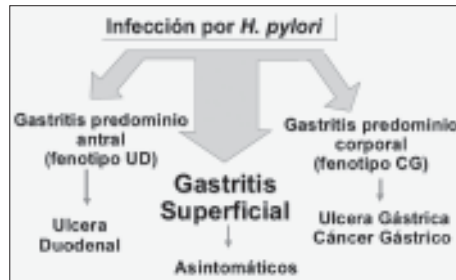 Infección por H. pylori
Gastritis predominio
antral
(fenotipo UD)
Ulcera
Duodenal
Gastritis
Superficial
Asintomáticos
Gastritis predominio
corporal
(fenotipo CG)
Ulcera Gástrica
Cáncer Gástrico